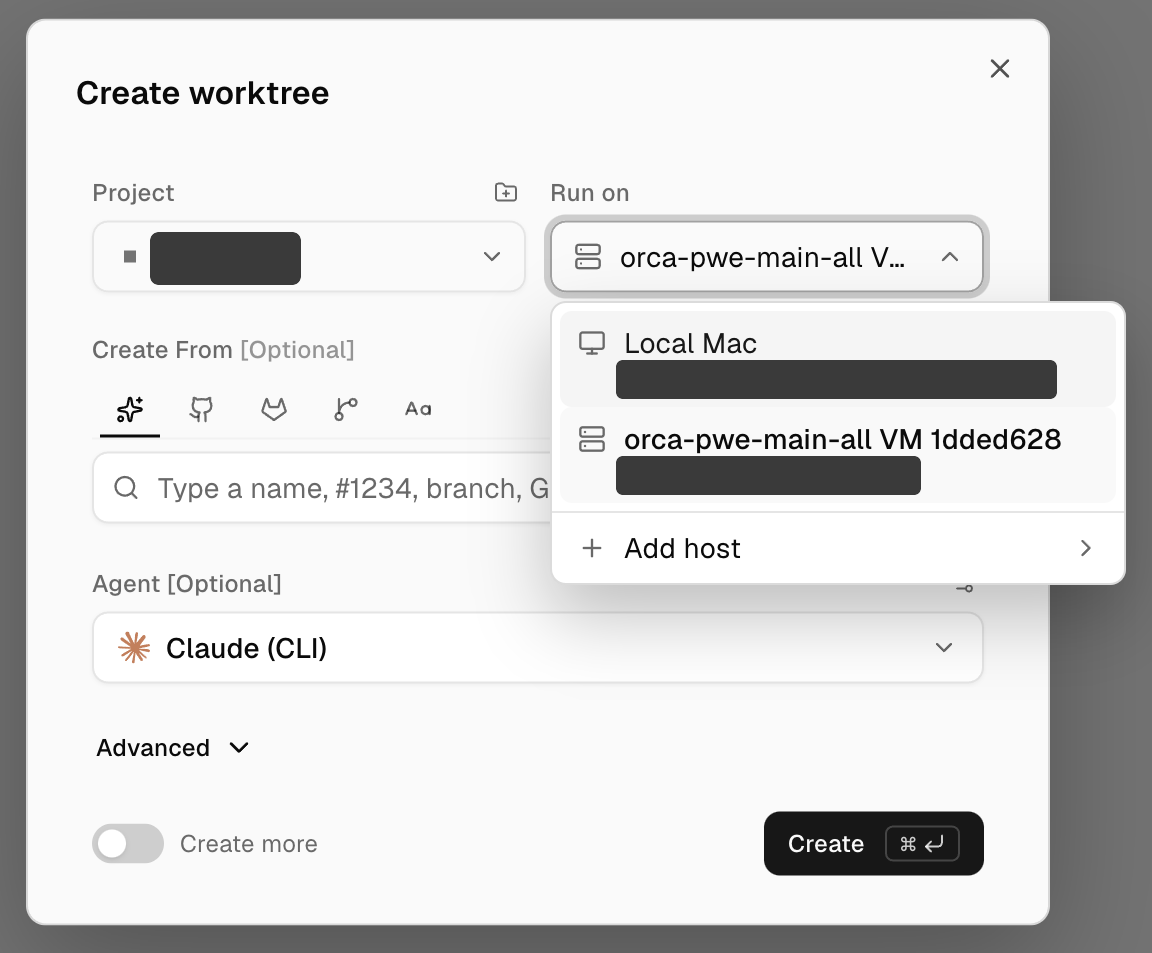 Create worktree
Project
Run on
orca-pwe-main-all V...
Local Mac
orca-pwe-main-all VM 1dded628
Add host
Create From [Optional]
Aa
Type a name, #1234, branch, G
Agent [Optional]
Claude (CLI)
Advanced
Create more
Create ⌘ ↵